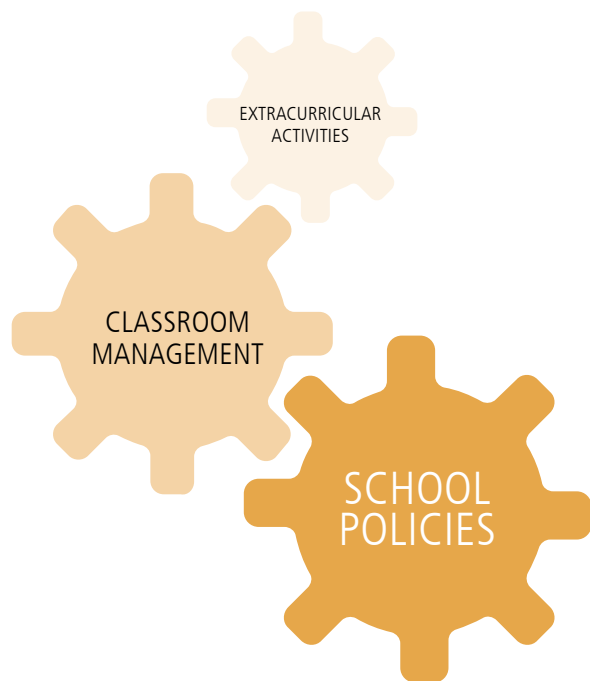 EXTRACURRICULAR
ACTIVITIES
CLASSROOM
MANAGEMENT
SCHOOL
POLICIES